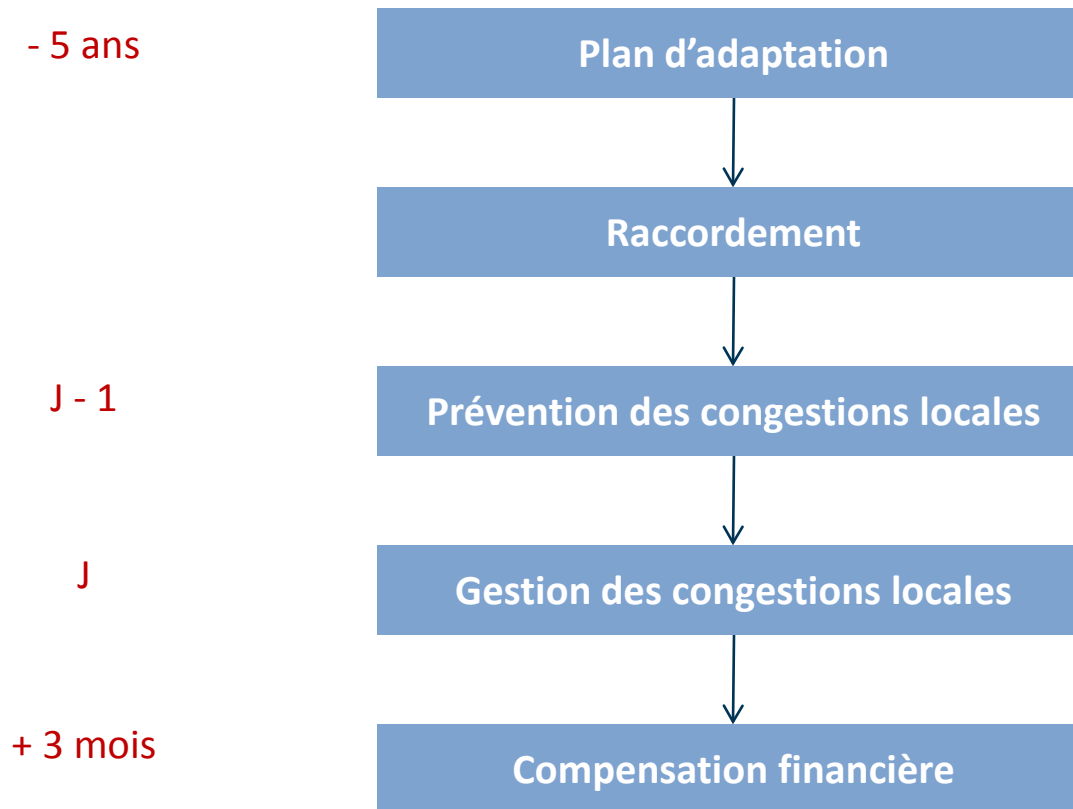 - 5 ans
Plan d’adaptation
Raccordement
J - 1
Prévention des congestions locales
J
Gestion des congestions locales
+ 3 mois
Compensation financière